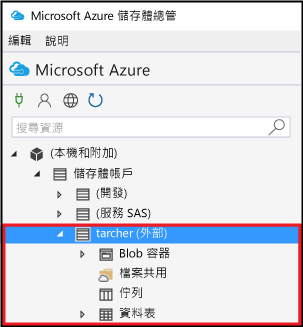 Microsoft Azure 儲存體總管
編輯 說明
Microsoft Azure
搜尋資源
(本機和附加)
儲存體帳戶
(開發)
(服務 SAS)
tarcher (外部)
Blob 容器
檔案共用
佇列
資料表